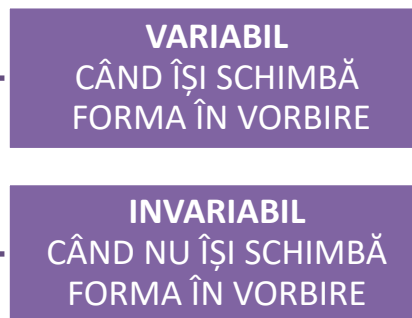 VARIABIL
CÂND ÎȘI SCHIMBĂ
FORMA ÎN VORBIRE
INVARIABIL
CÂND NU ÎȘI SCHIMBĂ
FORMA ÎN VORBIRE